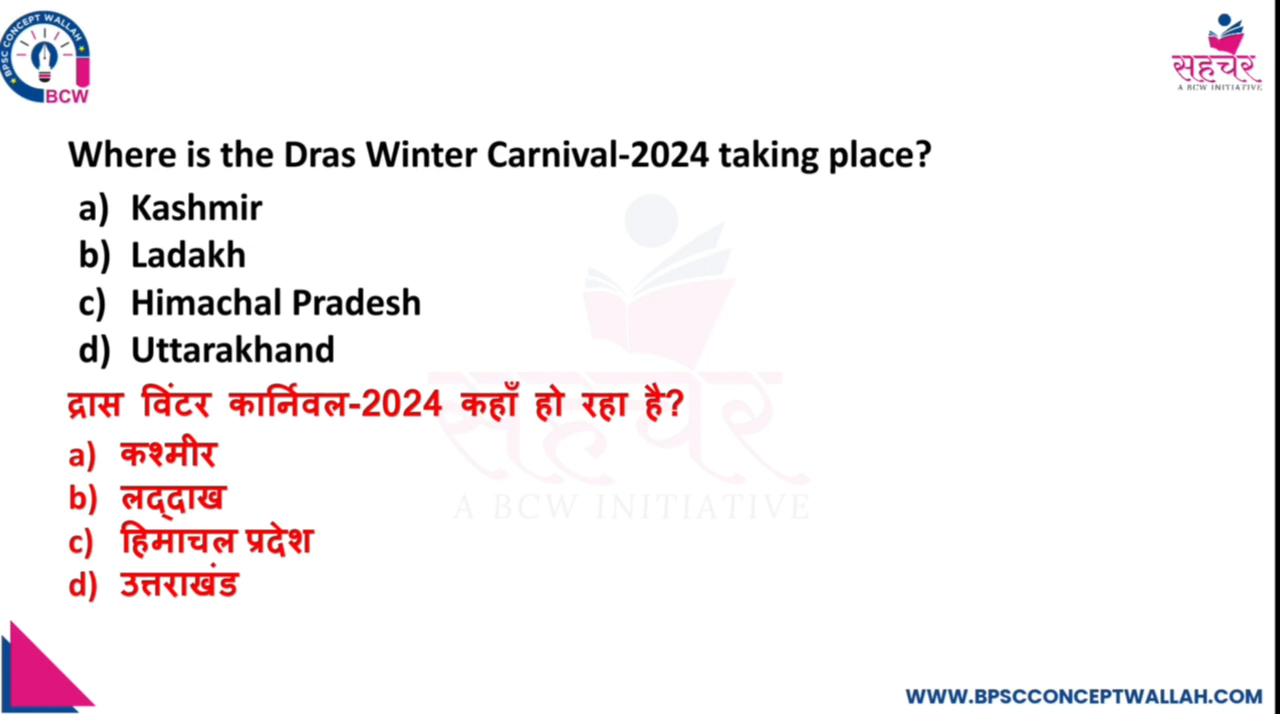 BPSC CONCEPT WALLAH
BCW
सहचर
A BCW INITIATIVE
Where is the Dras Winter Carnival-2024 taking place?
a) Kashmir
b) Ladakh
c) Himachal Pradesh
d) Uttarakhand
द्रास विंटर कार्निवल-2024 कहाँ हो रहा है?
a) कश्मीर
b) लद्दाख
c) हिमाचल प्रदेश
d) उत्तराखंड
सहचर
A BCW INITIATIVE
WWW.BPSCCONCEPTWALLAH.COM